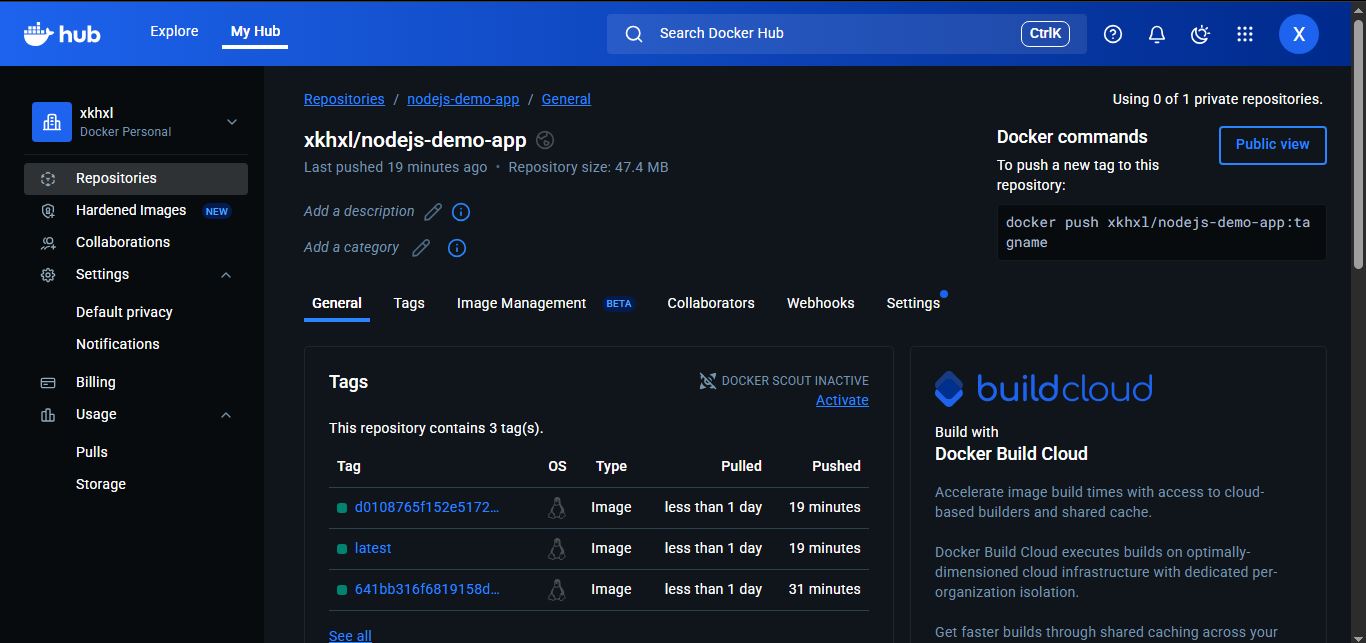 hub
Explore
My Hub
Search Docker Hub
CtrlK
X
xkhxl
Docker Personal
Repositories
Hardened Images NEW
Collaborations
Settings
Default privacy
Notifications
Billing
Usage
Pulls
Storage
Repositories / nodejs-demo-app / General
Using 0 of 1 private repositories.
xkhxl/nodejs-demo-app
Last pushed 19 minutes ago • Repository size: 47.4 MB
Add a description
Add a category
Docker commands
Public view
To push a new tag to this
repository:
docker push xkhxl/nodejs-demo-app:ta
gname
General Tags Image Management BETA Collaborators Webhooks Settings
Tags
DOCKER SCOUT INACTIVE
Activate
This repository contains 3 tag(s).
Tag OS Type Pulled Pushed
d0108765f152e5172... Image less than 1 day 19 minutes
latest Image less than 1 day 19 minutes
641bb316f6819158d... Image less than 1 day 31 minutes
See all
buildcloud
Build with
Docker Build Cloud
Accelerate image build times with access to cloud-
based builders and shared cache.
Docker Build Cloud executes builds on optimally-
dimensioned cloud infrastructure with dedicated per-
organization isolation.
Get faster builds through shared caching across your